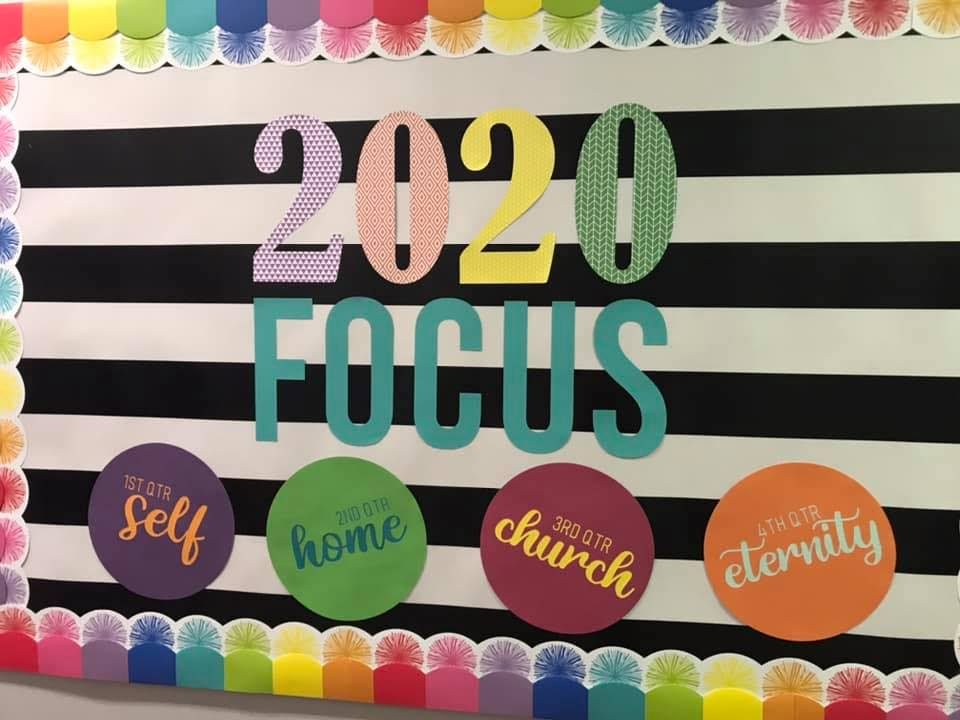 2020
FOCUS
1ST QTR
self
2ND QTR
home
3RD QTR
church
4TH QTR
eternity